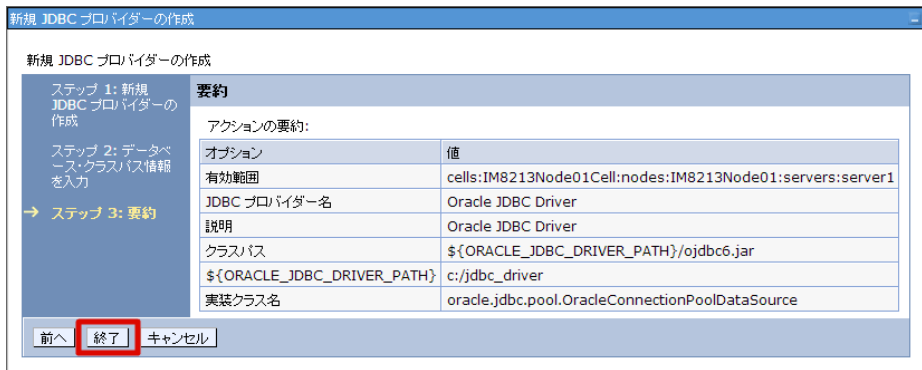 新規 JDBC プロバイダーの作成
新規 JDBC プロバイダーの作成
ステップ 1: 新規
JDBC プロバイダーの
作成
ステップ 2: データベ
ース・クラスパス情報
を入力
→ ステップ 3: 要約
要約
アクションの要約:
オプション 値
有効範囲 cells:IM8213Node01Cell:nodes:IM8213Node01:servers:server1
JDBC プロバイダー名 Oracle JDBC Driver
説明 Oracle JDBC Driver
クラスパス ${ORACLE_JDBC_DRIVER_PATH}/ojdbc6.jar
${ORACLE_JDBC_DRIVER_PATH} c:/jdbc_driver
実装クラス名 oracle.jdbc.pool.OracleConnectionPoolDataSource
前へ 終了 キャンセル